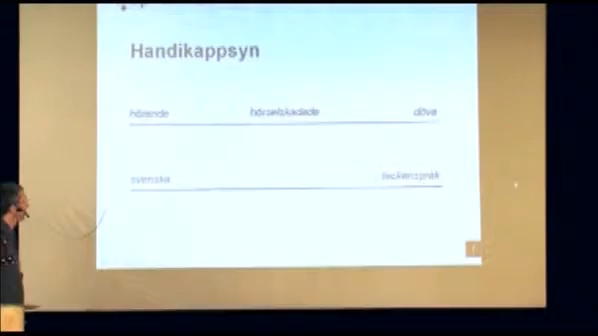 Handikappsyn
hörande hörselskadade döva
svenska teckenspråk